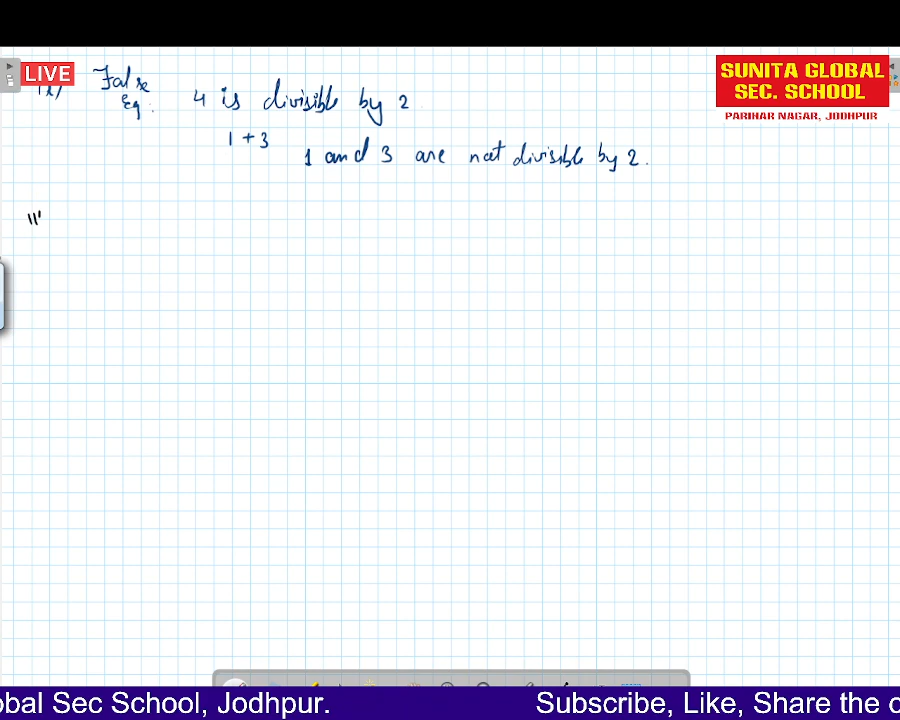 LIVE
SUNITA GLOBAL
SEC. SCHOOL
PARIHAR NAGAR, JODHPUR
False
Eg: 4 is divisible by 2
1 + 3
1 and 3 are not divisible by 2.
obal Sec School, Jodhpur. Subscribe, Like, Share the c